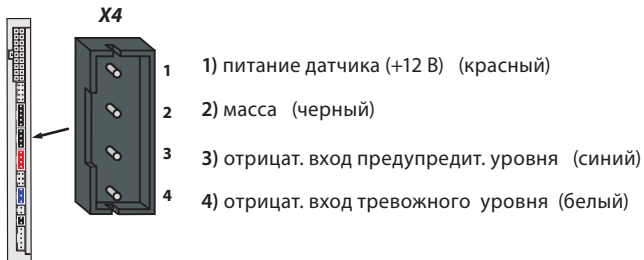 X4
1 1) питание датчика (+12 В) (красный)
2 2) масса (черный)
3 3) отрицат. вход предупредит. уровня (синий)
4 4) отрицат. вход тревожного уровня (белый)